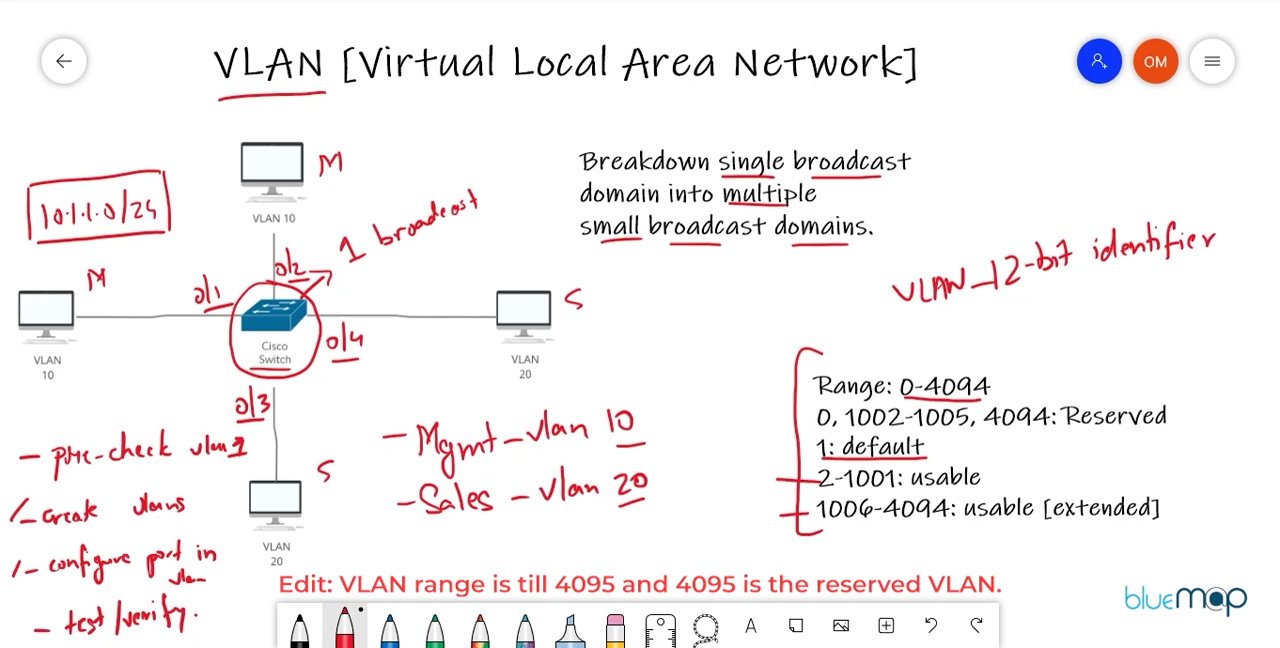 VLAN [Virtual Local Area Network]
OM
M
VLAN 10
10.1.1.0/24
1 broadcast
Breakdown single broadcast
domain into multiple
small broadcast domains.
VLAN - 12-bit identifier
M
0/2
0/1
S
VLAN
10
Cisco
Switch
0/4
VLAN
20
0/3
Range: 0-4094
0, 1002-1005, 4094: Reserved
1: default
2-1001: usable
1006-4094: usable [extended]
- Mgmt - vlan 10
- Sales - vlan 20
- pre-check vlan 1
- create vlans
- configure port in
vlan
- test/verify.
S
VLAN
20
Edit: VLAN range is till 4095 and 4095 is the reserved VLAN.
bluemap
A